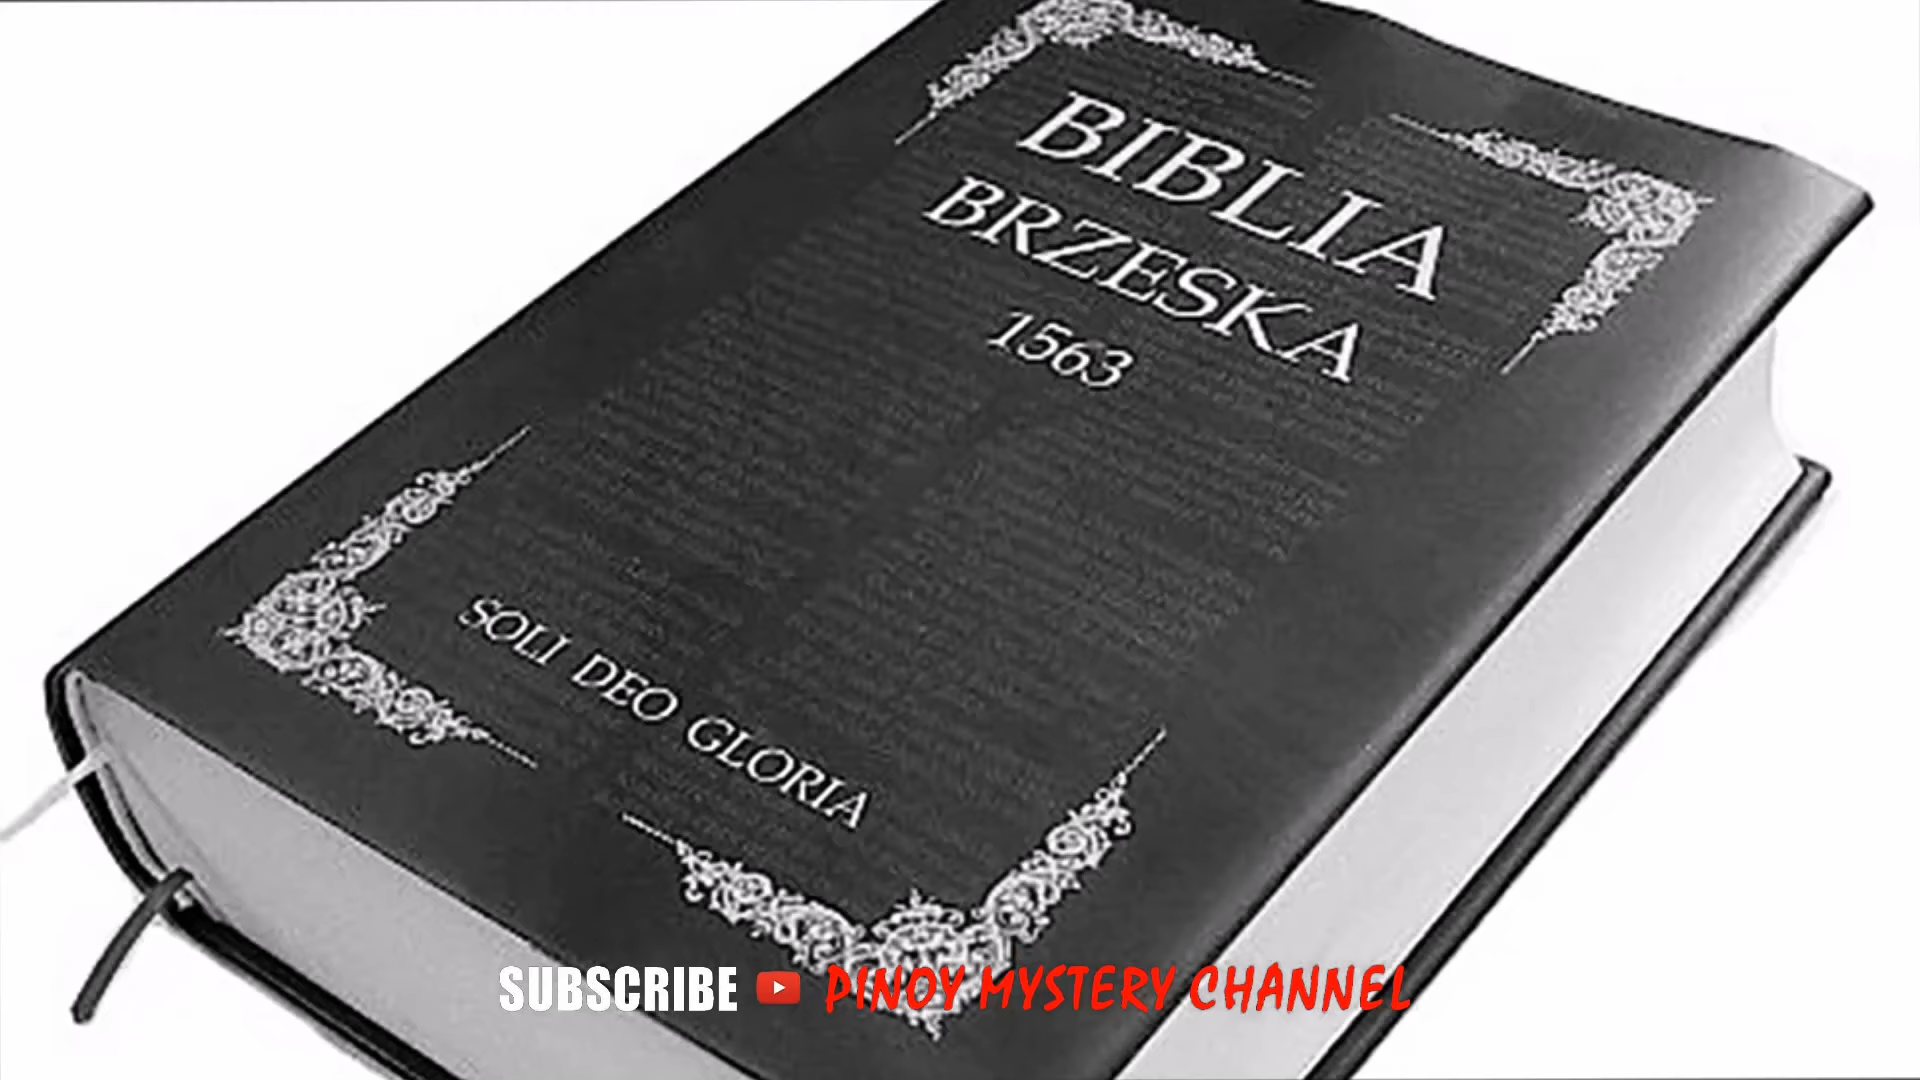 BIBLIA
BRZESKA
1563
SOLI DEO GLORIA
SUBSCRIBE PINOY MYSTERY CHANNEL